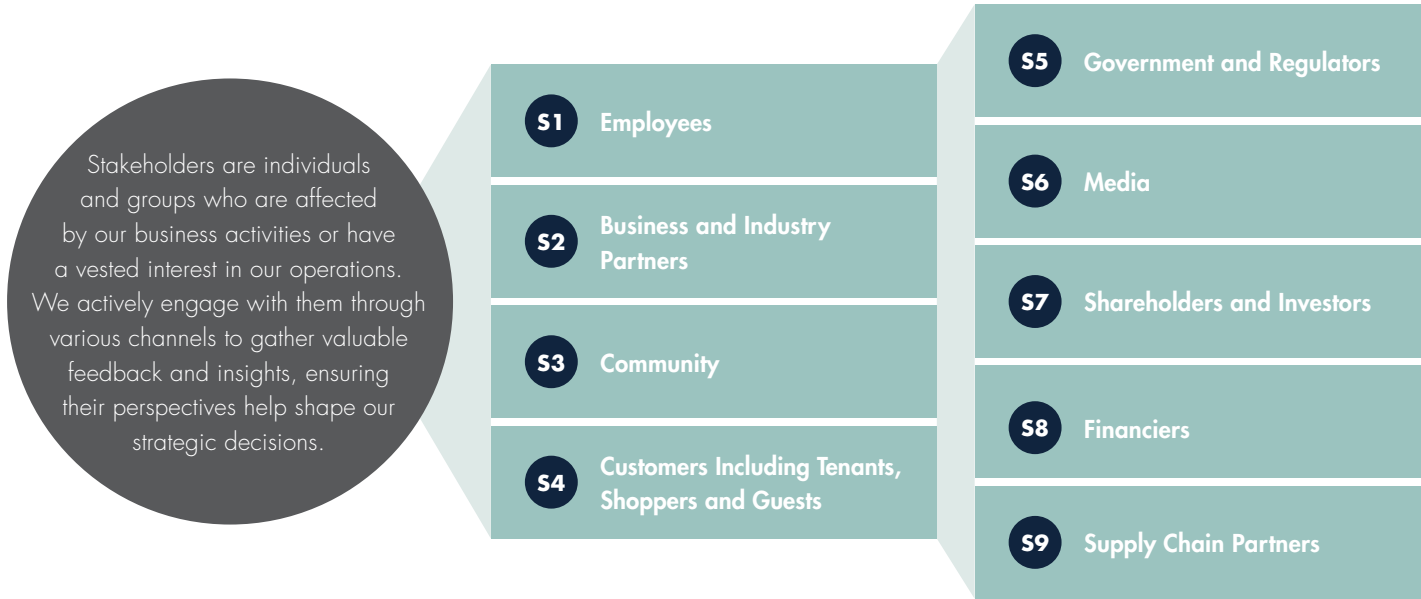 Stakeholders are individuals
and groups who are affected
by our business activities or have
a vested interest in our operations.
We actively engage with them through
various channels to gather valuable
feedback and insights, ensuring
their perspectives help shape our
strategic decisions.
S1 Employees
S2 Business and Industry
Partners
S3 Community
S4 Customers Including Tenants,
Shoppers and Guests
S5 Government and Regulators
S6 Media
S7 Shareholders and Investors
S8 Financiers
S9 Supply Chain Partners